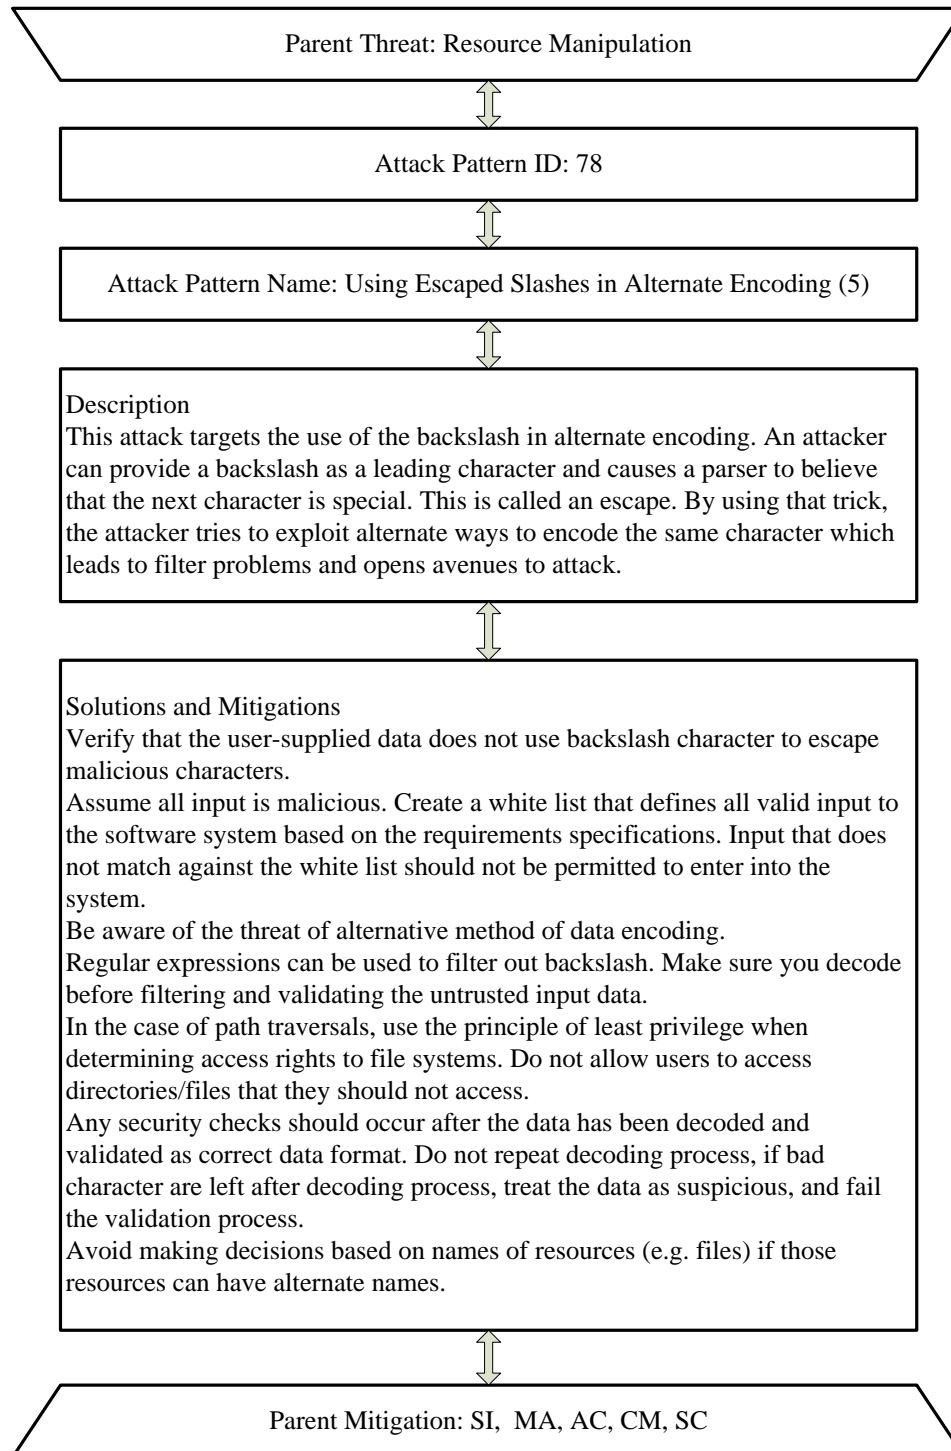 Parent Threat: Resource Manipulation
Attack Pattern ID: 78
Attack Pattern Name: Using Escaped Slashes in Alternate Encoding (5)
Description
This attack targets the use of the backslash in alternate encoding. An attacker
can provide a backslash as a leading character and causes a parser to believe
that the next character is special. This is called an escape. By using that trick,
the attacker tries to exploit alternate ways to encode the same character which
leads to filter problems and opens avenues to attack.
Solutions and Mitigations
Verify that the user-supplied data does not use backslash character to escape
malicious characters.
Assume all input is malicious. Create a white list that defines all valid input to
the software system based on the requirements specifications. Input that does
not match against the white list should not be permitted to enter into the
system.
Be aware of the threat of alternative method of data encoding.
Regular expressions can be used to filter out backslash. Make sure you decode
before filtering and validating the untrusted input data.
In the case of path traversals, use the principle of least privilege when
determining access rights to file systems. Do not allow users to access
directories/files that they should not access.
Any security checks should occur after the data has been decoded and
validated as correct data format. Do not repeat decoding process, if bad
character are left after decoding process, treat the data as suspicious, and fail
the validation process.
Avoid making decisions based on names of resources (e.g. files) if those
resources can have alternate names.
Parent Mitigation: SI,  MA, AC, CM, SC